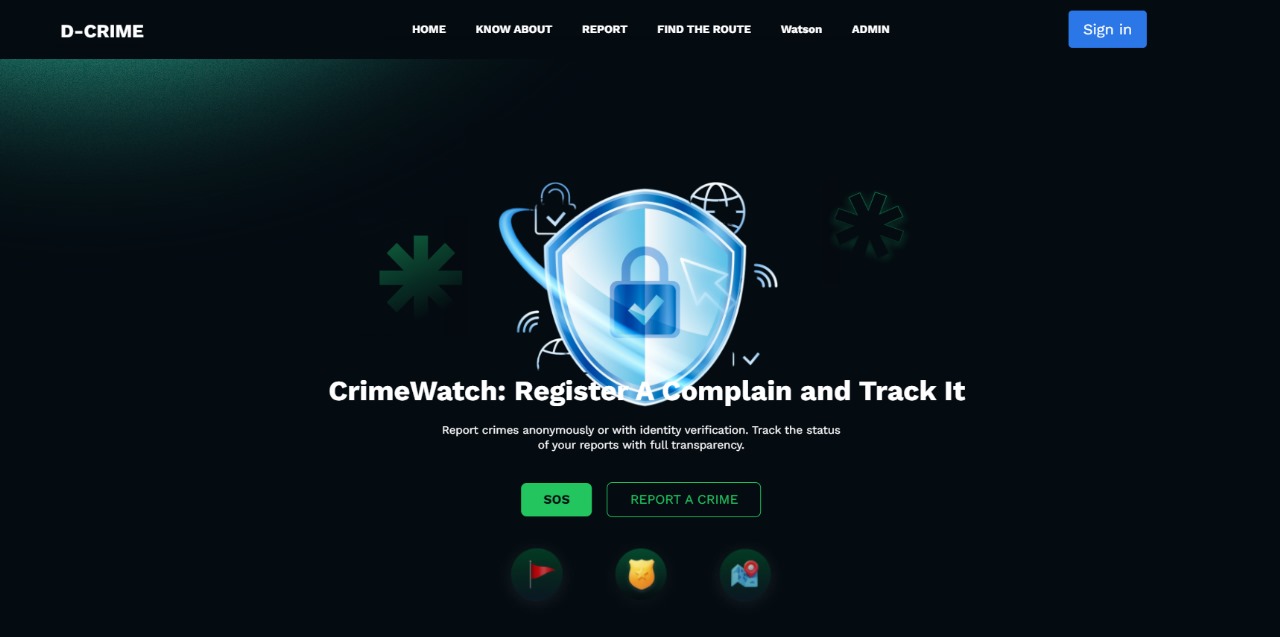 D-CRIME
HOME
KNOW ABOUT
REPORT
FIND THE ROUTE
Watson
ADMIN
Sign in
CrimeWatch: Register A Complain and Track It
Report crimes anonymously or with identity verification. Track the status
of your reports with full transparency.
SOS
REPORT A CRIME